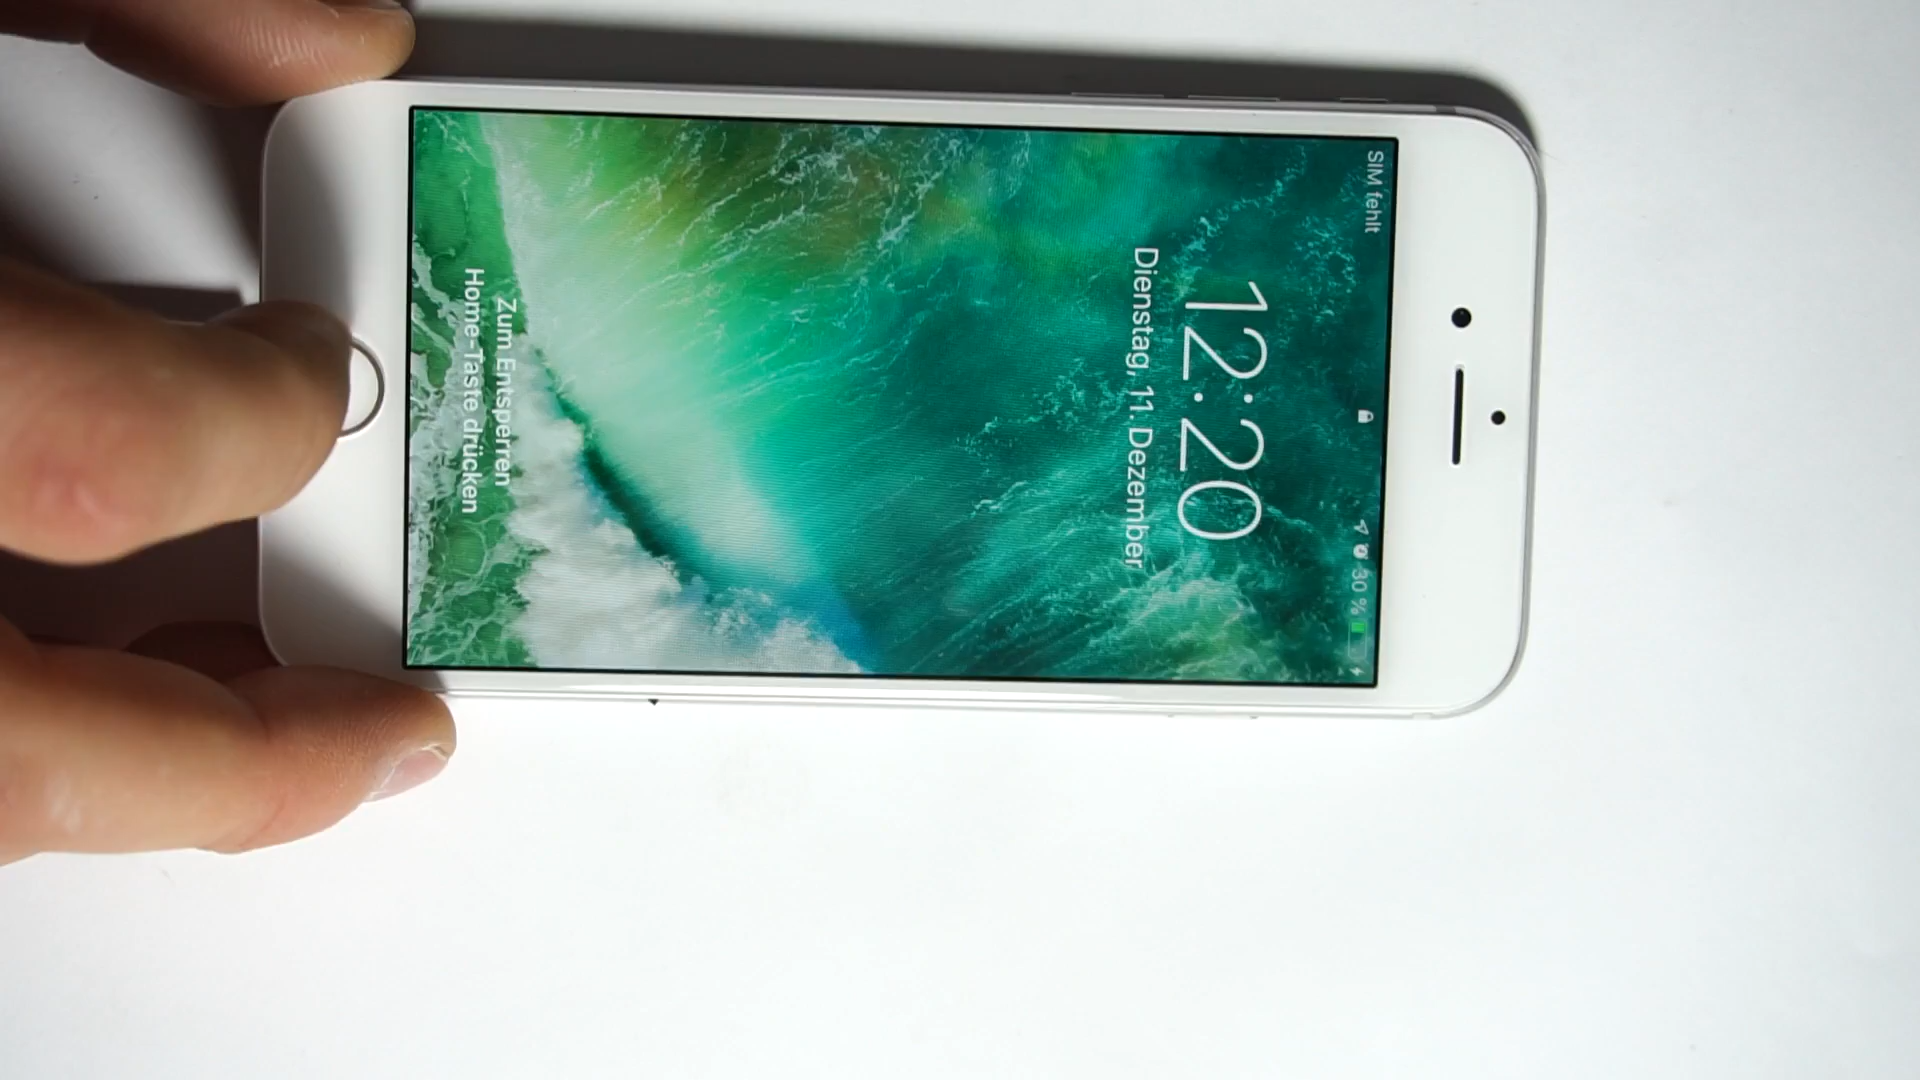 SIM fehlt
30 %
12:20
Dienstag, 11. Dezember
Zum Entsperren
Home-Taste drücken